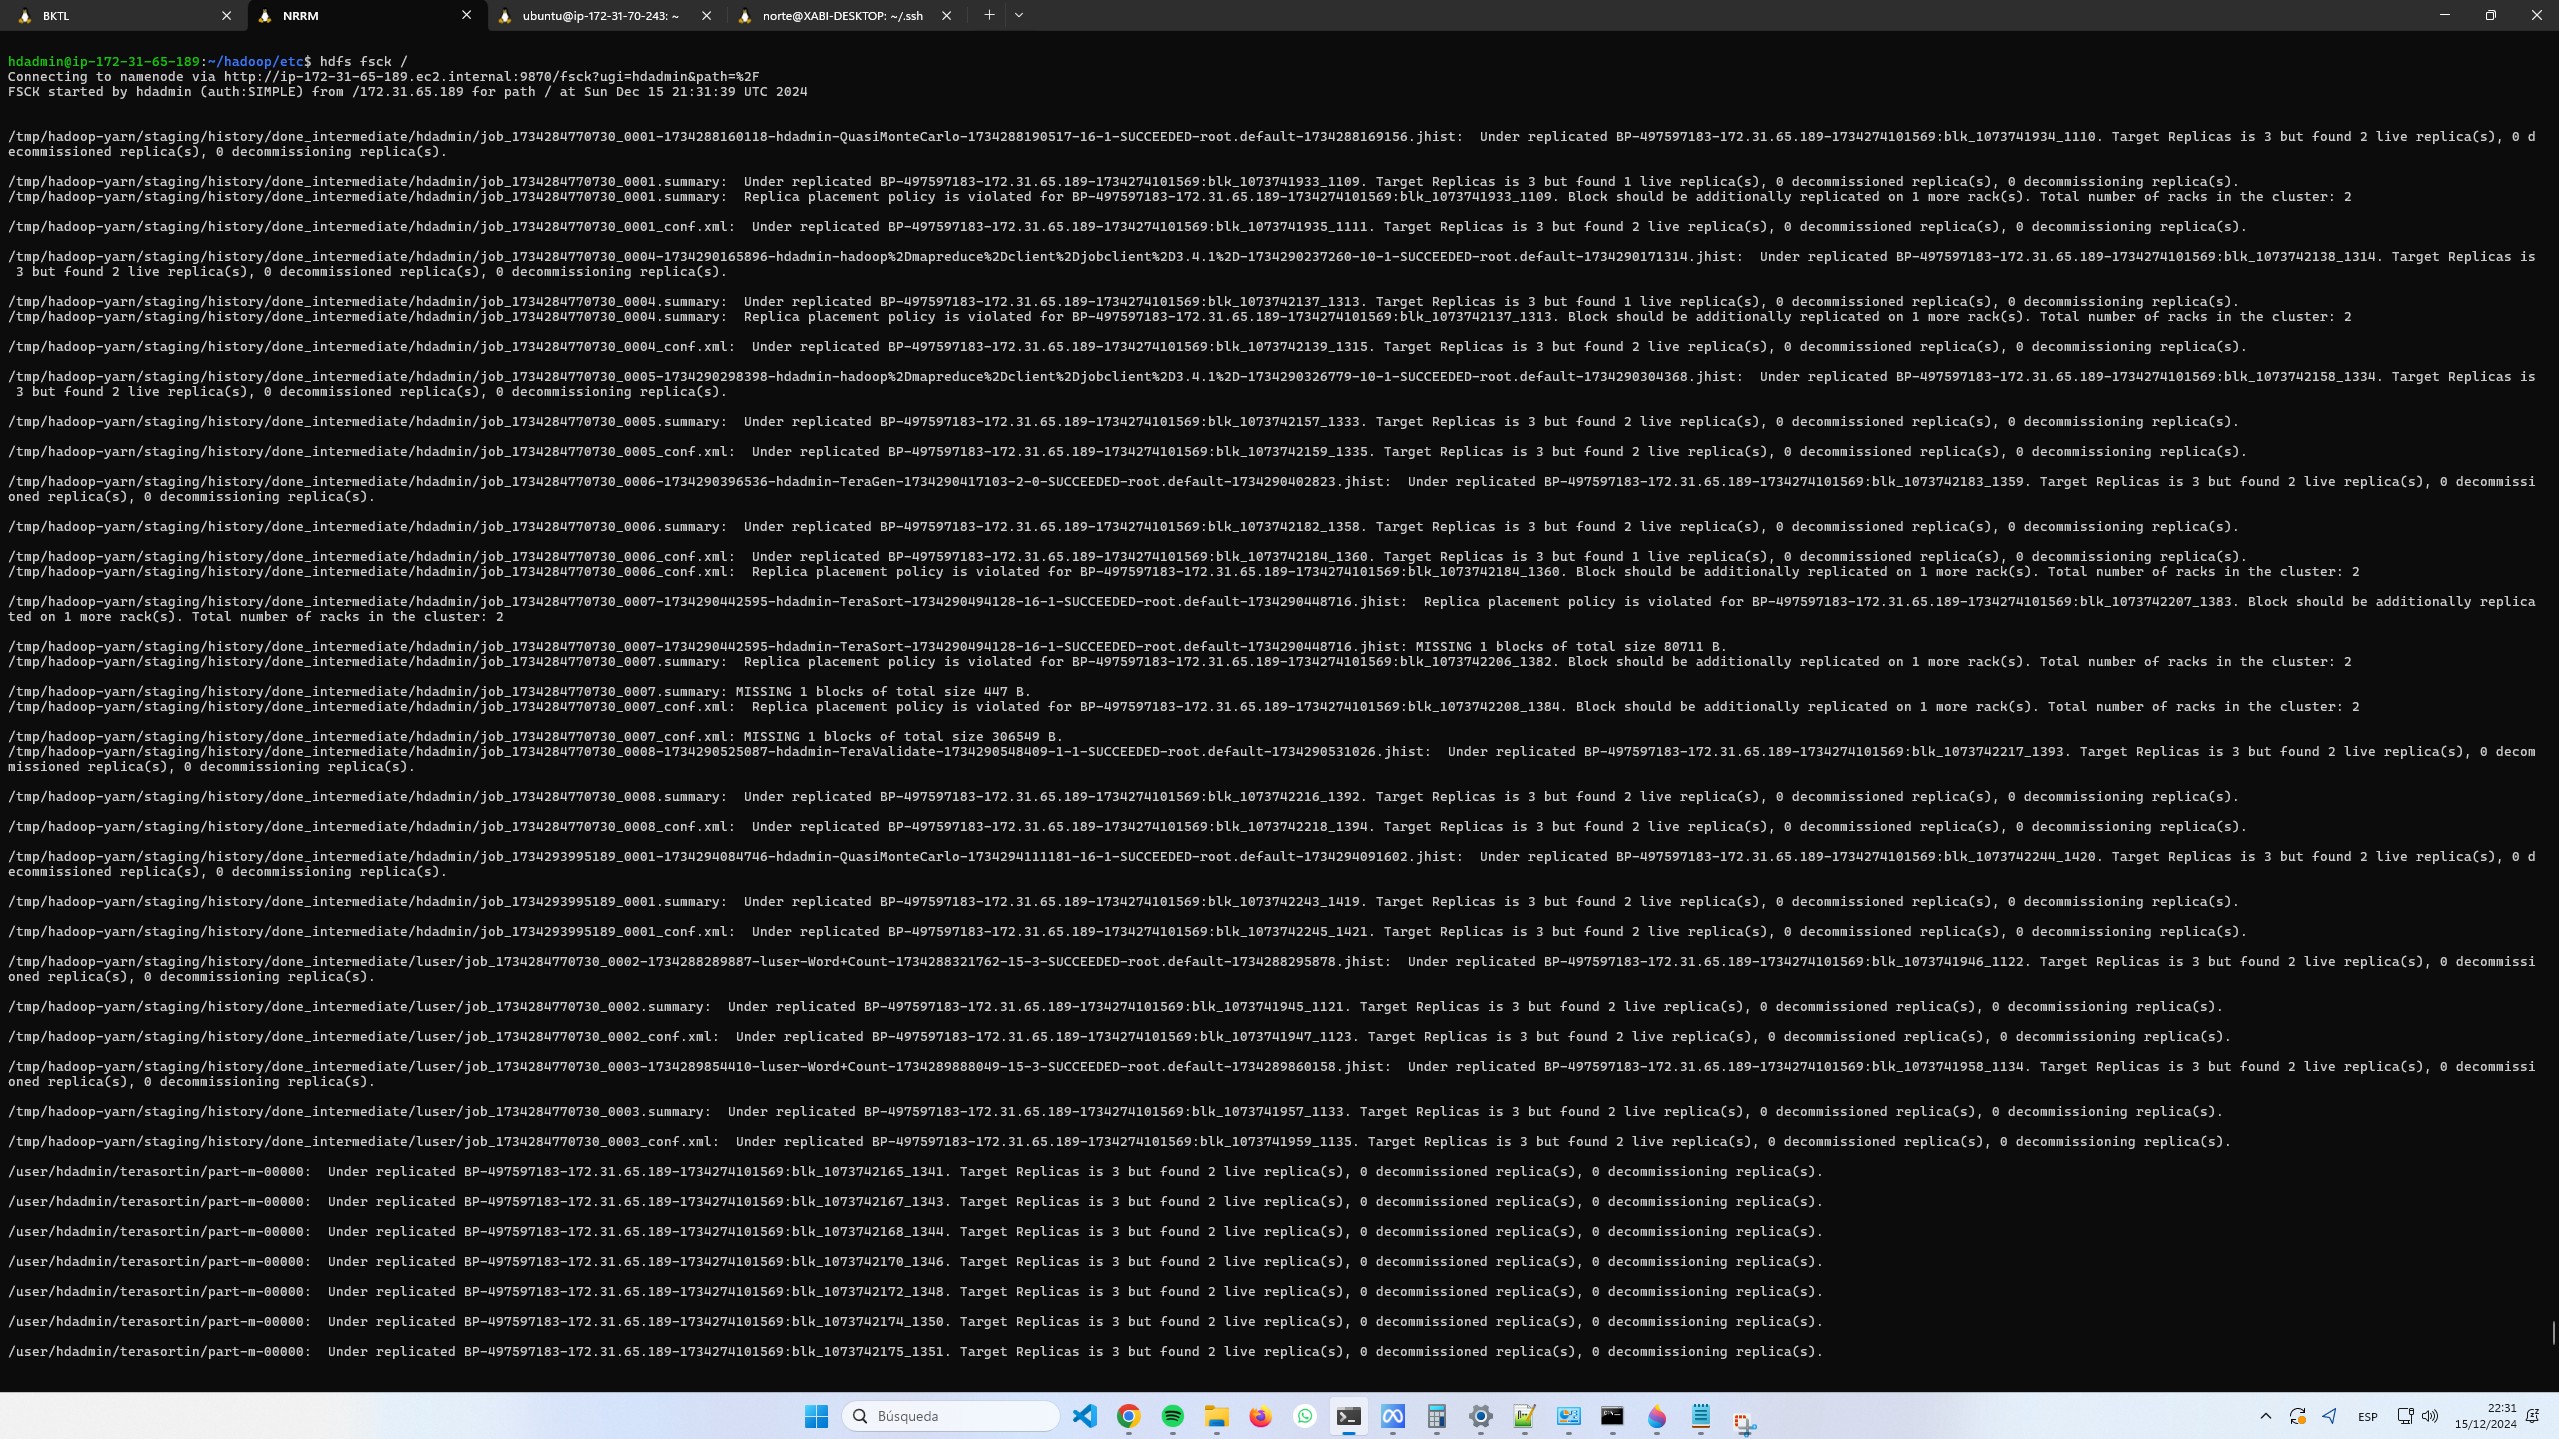 BKTL
NRRM
ubuntu@ip-172-31-70-243: ~
norte@XABI-DESKTOP: ~/.ssh
hdadmin@ip-172-31-65-189:~/hadoop/etc$ hdfs fsck /
Connecting to namenode via http://ip-172-31-65-189.ec2.internal:9870/fsck?ugi=hdadmin&path=%2F
FSCK started by hdadmin (auth:SIMPLE) from /172.31.65.189 for path / at Sun Dec 15 21:31:39 UTC 2024
/tmp/hadoop-yarn/staging/history/done_intermediate/hdadmin/job_1734284770730_0001-1734288160118-hdadmin-QuasiMonteCarlo-1734288190517-16-1-SUCCEEDED-root.default-1734288169156.jhist:  Under replicated BP-497597183-172.31.65.189-1734274101569:blk_1073741934_1110. Target Replicas is 3 but found 2 live replica(s), 0 d
ecommissioned replica(s), 0 decommissioning replica(s).
/tmp/hadoop-yarn/staging/history/done_intermediate/hdadmin/job_1734284770730_0001.summary:  Under replicated BP-497597183-172.31.65.189-1734274101569:blk_1073741933_1109. Target Replicas is 3 but found 1 live replica(s), 0 decommissioned replica(s), 0 decommissioning replica(s).
/tmp/hadoop-yarn/staging/history/done_intermediate/hdadmin/job_1734284770730_0001.summary:  Replica placement policy is violated for BP-497597183-172.31.65.189-1734274101569:blk_1073741933_1109. Block should be additionally replicated on 1 more rack(s). Total number of racks in the cluster: 2
/tmp/hadoop-yarn/staging/history/done_intermediate/hdadmin/job_1734284770730_0001_conf.xml:  Under replicated BP-497597183-172.31.65.189-1734274101569:blk_1073741935_1111. Target Replicas is 3 but found 2 live replica(s), 0 decommissioned replica(s), 0 decommissioning replica(s).
/tmp/hadoop-yarn/staging/history/done_intermediate/hdadmin/job_1734284770730_0004-1734290165896-hdadmin-hadoop%2Dmapreduce%2Dclient%2Djobclient%2D3.4.1%2D-1734290237260-10-1-SUCCEEDED-root.default-1734290171314.jhist:  Under replicated BP-497597183-172.31.65.189-1734274101569:blk_1073742138_1314. Target Replicas is
 3 but found 2 live replica(s), 0 decommissioned replica(s), 0 decommissioning replica(s).
/tmp/hadoop-yarn/staging/history/done_intermediate/hdadmin/job_1734284770730_0004.summary:  Under replicated BP-497597183-172.31.65.189-1734274101569:blk_1073742137_1313. Target Replicas is 3 but found 1 live replica(s), 0 decommissioned replica(s), 0 decommissioning replica(s).
/tmp/hadoop-yarn/staging/history/done_intermediate/hdadmin/job_1734284770730_0004.summary:  Replica placement policy is violated for BP-497597183-172.31.65.189-1734274101569:blk_1073742137_1313. Block should be additionally replicated on 1 more rack(s). Total number of racks in the cluster: 2
/tmp/hadoop-yarn/staging/history/done_intermediate/hdadmin/job_1734284770730_0004_conf.xml:  Under replicated BP-497597183-172.31.65.189-1734274101569:blk_1073742139_1315. Target Replicas is 3 but found 2 live replica(s), 0 decommissioned replica(s), 0 decommissioning replica(s).
/tmp/hadoop-yarn/staging/history/done_intermediate/hdadmin/job_1734284770730_0005-1734290298398-hdadmin-hadoop%2Dmapreduce%2Dclient%2Djobclient%2D3.4.1%2D-1734290326779-10-1-SUCCEEDED-root.default-1734290304368.jhist:  Under replicated BP-497597183-172.31.65.189-1734274101569:blk_1073742158_1334. Target Replicas is
 3 but found 2 live replica(s), 0 decommissioned replica(s), 0 decommissioning replica(s).
/tmp/hadoop-yarn/staging/history/done_intermediate/hdadmin/job_1734284770730_0005.summary:  Under replicated BP-497597183-172.31.65.189-1734274101569:blk_1073742157_1333. Target Replicas is 3 but found 2 live replica(s), 0 decommissioned replica(s), 0 decommissioning replica(s).
/tmp/hadoop-yarn/staging/history/done_intermediate/hdadmin/job_1734284770730_0005_conf.xml:  Under replicated BP-497597183-172.31.65.189-1734274101569:blk_1073742159_1335. Target Replicas is 3 but found 2 live replica(s), 0 decommissioned replica(s), 0 decommissioning replica(s).
/tmp/hadoop-yarn/staging/history/done_intermediate/hdadmin/job_1734284770730_0006-1734290396536-hdadmin-TeraGen-1734290417103-2-0-SUCCEEDED-root.default-1734290402823.jhist:  Under replicated BP-497597183-172.31.65.189-1734274101569:blk_1073742183_1359. Target Replicas is 3 but found 2 live replica(s), 0 decommissi
oned replica(s), 0 decommissioning replica(s).
/tmp/hadoop-yarn/staging/history/done_intermediate/hdadmin/job_1734284770730_0006.summary:  Under replicated BP-497597183-172.31.65.189-1734274101569:blk_1073742182_1358. Target Replicas is 3 but found 2 live replica(s), 0 decommissioned replica(s), 0 decommissioning replica(s).
/tmp/hadoop-yarn/staging/history/done_intermediate/hdadmin/job_1734284770730_0006_conf.xml:  Under replicated BP-497597183-172.31.65.189-1734274101569:blk_1073742184_1360. Target Replicas is 3 but found 1 live replica(s), 0 decommissioned replica(s), 0 decommissioning replica(s).
/tmp/hadoop-yarn/staging/history/done_intermediate/hdadmin/job_1734284770730_0006_conf.xml:  Replica placement policy is violated for BP-497597183-172.31.65.189-1734274101569:blk_1073742184_1360. Block should be additionally replicated on 1 more rack(s). Total number of racks in the cluster: 2
/tmp/hadoop-yarn/staging/history/done_intermediate/hdadmin/job_1734284770730_0007-1734290442595-hdadmin-TeraSort-1734290494128-16-1-SUCCEEDED-root.default-1734290448716.jhist:  Replica placement policy is violated for BP-497597183-172.31.65.189-1734274101569:blk_1073742207_1383. Block should be additionally replica
ted on 1 more rack(s). Total number of racks in the cluster: 2
/tmp/hadoop-yarn/staging/history/done_intermediate/hdadmin/job_1734284770730_0007-1734290442595-hdadmin-TeraSort-1734290494128-16-1-SUCCEEDED-root.default-1734290448716.jhist: MISSING 1 blocks of total size 80711 B.
/tmp/hadoop-yarn/staging/history/done_intermediate/hdadmin/job_1734284770730_0007.summary:  Replica placement policy is violated for BP-497597183-172.31.65.189-1734274101569:blk_1073742206_1382. Block should be additionally replicated on 1 more rack(s). Total number of racks in the cluster: 2
/tmp/hadoop-yarn/staging/history/done_intermediate/hdadmin/job_1734284770730_0007.summary: MISSING 1 blocks of total size 447 B.
/tmp/hadoop-yarn/staging/history/done_intermediate/hdadmin/job_1734284770730_0007_conf.xml:  Replica placement policy is violated for BP-497597183-172.31.65.189-1734274101569:blk_1073742208_1384. Block should be additionally replicated on 1 more rack(s). Total number of racks in the cluster: 2
/tmp/hadoop-yarn/staging/history/done_intermediate/hdadmin/job_1734284770730_0007_conf.xml: MISSING 1 blocks of total size 306549 B.
/tmp/hadoop-yarn/staging/history/done_intermediate/hdadmin/job_1734284770730_0008-1734290525087-hdadmin-TeraValidate-1734290548409-1-1-SUCCEEDED-root.default-1734290531026.jhist:  Under replicated BP-497597183-172.31.65.189-1734274101569:blk_1073742217_1393. Target Replicas is 3 but found 2 live replica(s), 0 decom
missioned replica(s), 0 decommissioning replica(s).
/tmp/hadoop-yarn/staging/history/done_intermediate/hdadmin/job_1734284770730_0008.summary:  Under replicated BP-497597183-172.31.65.189-1734274101569:blk_1073742216_1392. Target Replicas is 3 but found 2 live replica(s), 0 decommissioned replica(s), 0 decommissioning replica(s).
/tmp/hadoop-yarn/staging/history/done_intermediate/hdadmin/job_1734284770730_0008_conf.xml:  Under replicated BP-497597183-172.31.65.189-1734274101569:blk_1073742218_1394. Target Replicas is 3 but found 2 live replica(s), 0 decommissioned replica(s), 0 decommissioning replica(s).
/tmp/hadoop-yarn/staging/history/done_intermediate/hdadmin/job_1734293995189_0001-1734294084746-hdadmin-QuasiMonteCarlo-1734294111181-16-1-SUCCEEDED-root.default-1734294091602.jhist:  Under replicated BP-497597183-172.31.65.189-1734274101569:blk_1073742244_1420. Target Replicas is 3 but found 2 live replica(s), 0 d
ecommissioned replica(s), 0 decommissioning replica(s).
/tmp/hadoop-yarn/staging/history/done_intermediate/hdadmin/job_1734293995189_0001.summary:  Under replicated BP-497597183-172.31.65.189-1734274101569:blk_1073742243_1419. Target Replicas is 3 but found 2 live replica(s), 0 decommissioned replica(s), 0 decommissioning replica(s).
/tmp/hadoop-yarn/staging/history/done_intermediate/hdadmin/job_1734293995189_0001_conf.xml:  Under replicated BP-497597183-172.31.65.189-1734274101569:blk_1073742245_1421. Target Replicas is 3 but found 2 live replica(s), 0 decommissioned replica(s), 0 decommissioning replica(s).
/tmp/hadoop-yarn/staging/history/done_intermediate/luser/job_1734284770730_0002-1734288289887-luser-Word+Count-1734288321762-15-3-SUCCEEDED-root.default-1734288295878.jhist:  Under replicated BP-497597183-172.31.65.189-1734274101569:blk_1073741946_1122. Target Replicas is 3 but found 2 live replica(s), 0 decommissi
oned replica(s), 0 decommissioning replica(s).
/tmp/hadoop-yarn/staging/history/done_intermediate/luser/job_1734284770730_0002.summary:  Under replicated BP-497597183-172.31.65.189-1734274101569:blk_1073741945_1121. Target Replicas is 3 but found 2 live replica(s), 0 decommissioned replica(s), 0 decommissioning replica(s).
/tmp/hadoop-yarn/staging/history/done_intermediate/luser/job_1734284770730_0002_conf.xml:  Under replicated BP-497597183-172.31.65.189-1734274101569:blk_1073741947_1123. Target Replicas is 3 but found 2 live replica(s), 0 decommissioned replica(s), 0 decommissioning replica(s).
/tmp/hadoop-yarn/staging/history/done_intermediate/luser/job_1734284770730_0003-1734289854410-luser-Word+Count-1734289888049-15-3-SUCCEEDED-root.default-1734289860158.jhist:  Under replicated BP-497597183-172.31.65.189-1734274101569:blk_1073741958_1134. Target Replicas is 3 but found 2 live replica(s), 0 decommissi
oned replica(s), 0 decommissioning replica(s).
/tmp/hadoop-yarn/staging/history/done_intermediate/luser/job_1734284770730_0003.summary:  Under replicated BP-497597183-172.31.65.189-1734274101569:blk_1073741957_1133. Target Replicas is 3 but found 2 live replica(s), 0 decommissioned replica(s), 0 decommissioning replica(s).
/tmp/hadoop-yarn/staging/history/done_intermediate/luser/job_1734284770730_0003_conf.xml:  Under replicated BP-497597183-172.31.65.189-1734274101569:blk_1073741959_1135. Target Replicas is 3 but found 2 live replica(s), 0 decommissioned replica(s), 0 decommissioning replica(s).
/user/hdadmin/terasortin/part-m-00000:  Under replicated BP-497597183-172.31.65.189-1734274101569:blk_1073742165_1341. Target Replicas is 3 but found 2 live replica(s), 0 decommissioned replica(s), 0 decommissioning replica(s).
/user/hdadmin/terasortin/part-m-00000:  Under replicated BP-497597183-172.31.65.189-1734274101569:blk_1073742167_1343. Target Replicas is 3 but found 2 live replica(s), 0 decommissioned replica(s), 0 decommissioning replica(s).
/user/hdadmin/terasortin/part-m-00000:  Under replicated BP-497597183-172.31.65.189-1734274101569:blk_1073742168_1344. Target Replicas is 3 but found 2 live replica(s), 0 decommissioned replica(s), 0 decommissioning replica(s).
/user/hdadmin/terasortin/part-m-00000:  Under replicated BP-497597183-172.31.65.189-1734274101569:blk_1073742170_1346. Target Replicas is 3 but found 2 live replica(s), 0 decommissioned replica(s), 0 decommissioning replica(s).
/user/hdadmin/terasortin/part-m-00000:  Under replicated BP-497597183-172.31.65.189-1734274101569:blk_1073742172_1348. Target Replicas is 3 but found 2 live replica(s), 0 decommissioned replica(s), 0 decommissioning replica(s).
/user/hdadmin/terasortin/part-m-00000:  Under replicated BP-497597183-172.31.65.189-1734274101569:blk_1073742174_1350. Target Replicas is 3 but found 2 live replica(s), 0 decommissioned replica(s), 0 decommissioning replica(s).
/user/hdadmin/terasortin/part-m-00000:  Under replicated BP-497597183-172.31.65.189-1734274101569:blk_1073742175_1351. Target Replicas is 3 but found 2 live replica(s), 0 decommissioned replica(s), 0 decommissioning replica(s).
Búsqueda
ESP
22:31
15/12/2024